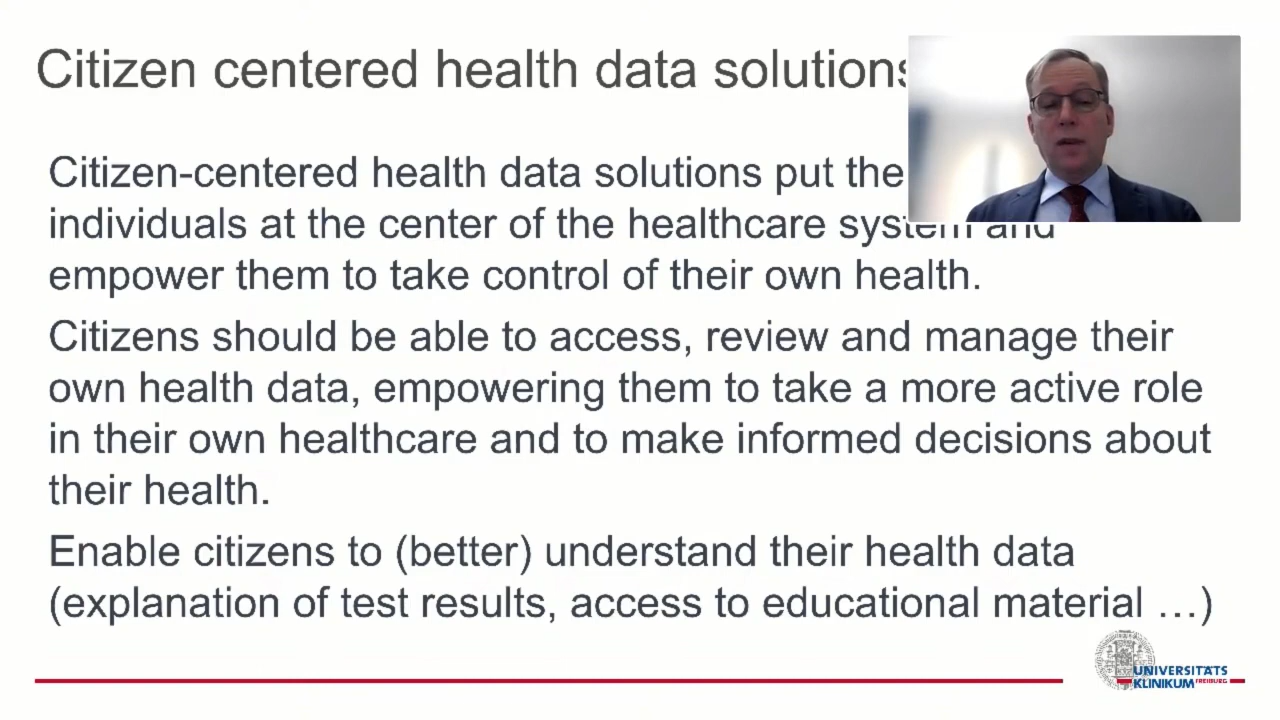 Citizen centered health data solutions
Citizen-centered health data solutions put the
individuals at the center of the healthcare system and
empower them to take control of their own health.
Citizens should be able to access, review and manage their
own health data, empowering them to take a more active role
in their own healthcare and to make informed decisions about
their health.
Enable citizens to (better) understand their health data
(explanation of test results, access to educational material …)
UNIVERSITÄTS
KLINIKUM FREIBURG